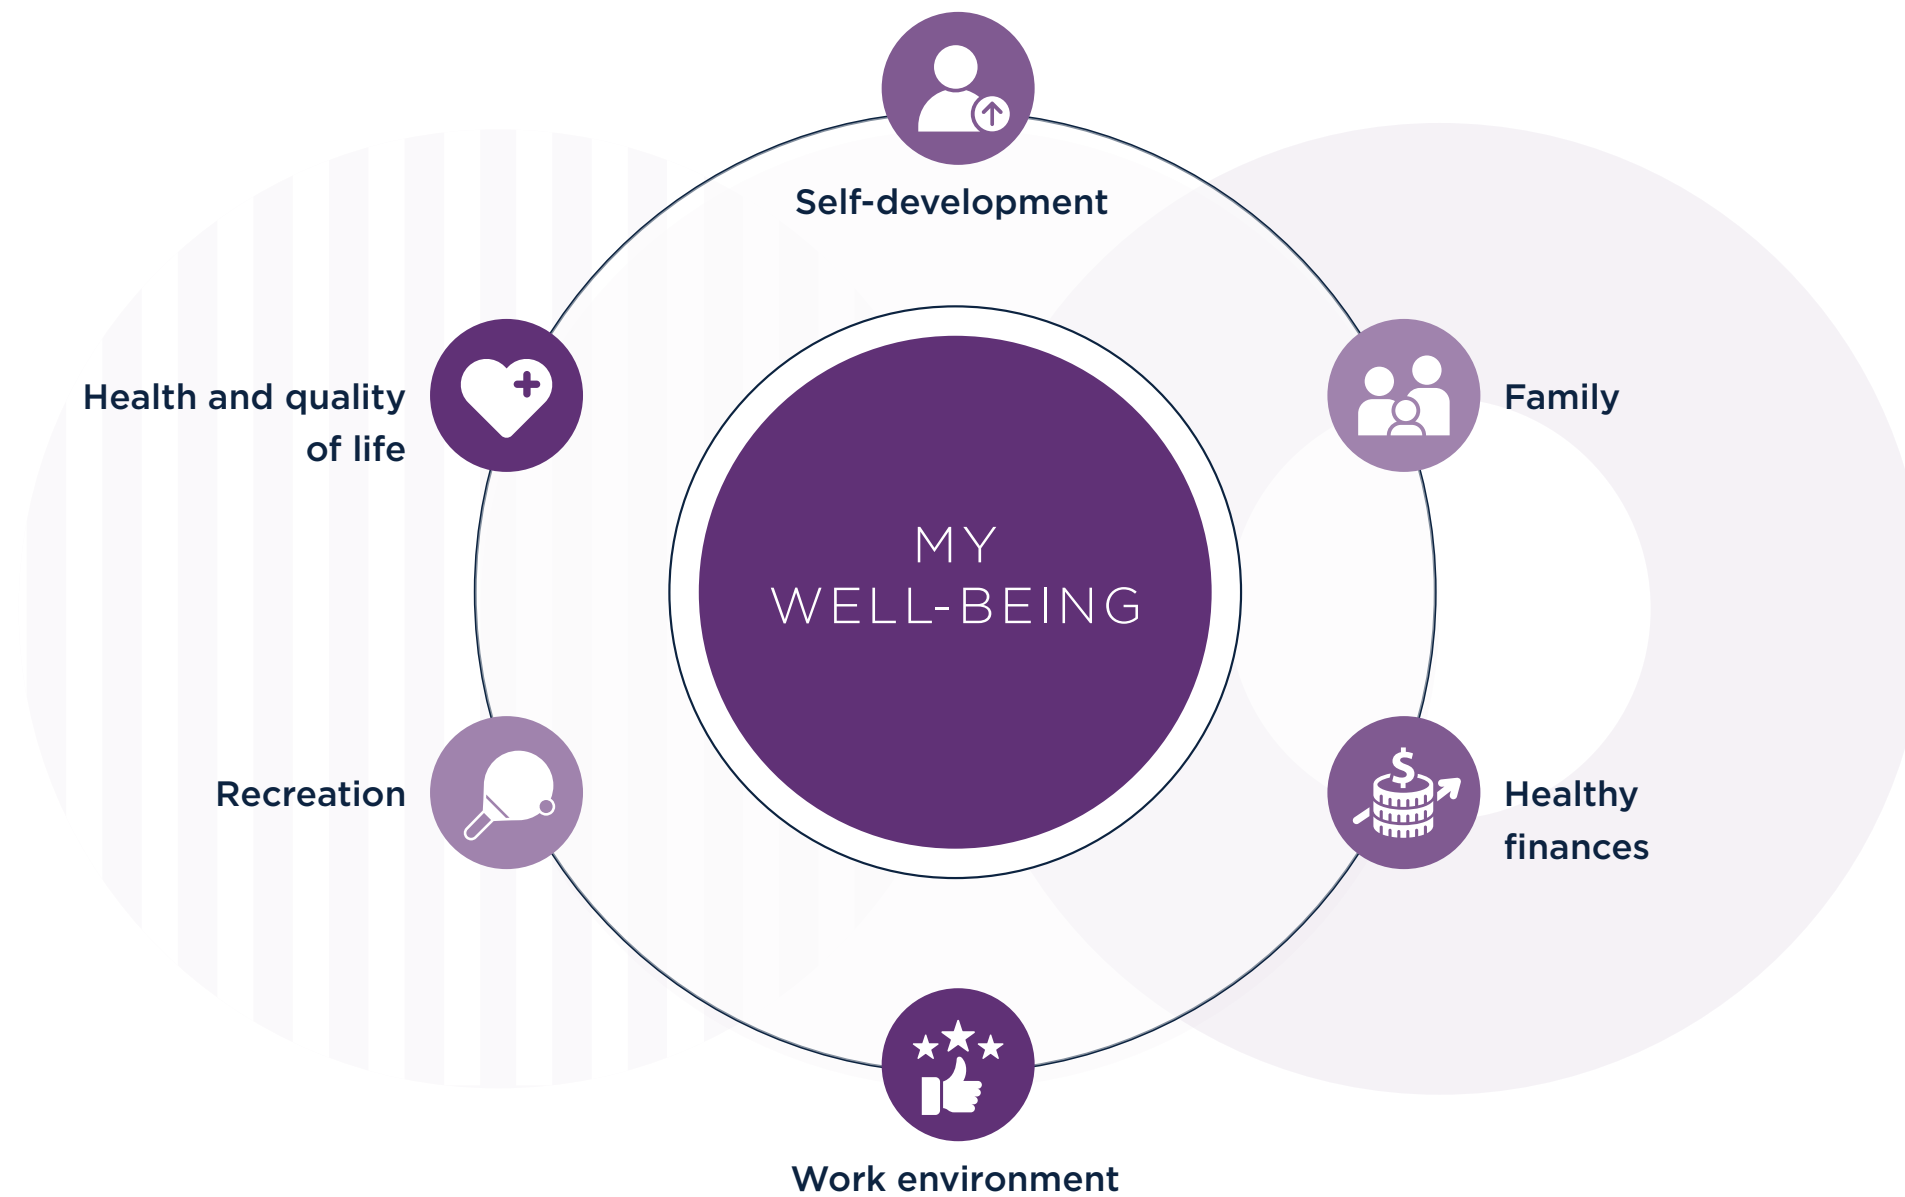 Self-development
Health and quality
of life
Family
MY
WELL-BEING
Recreation
Healthy
finances
Work environment
$